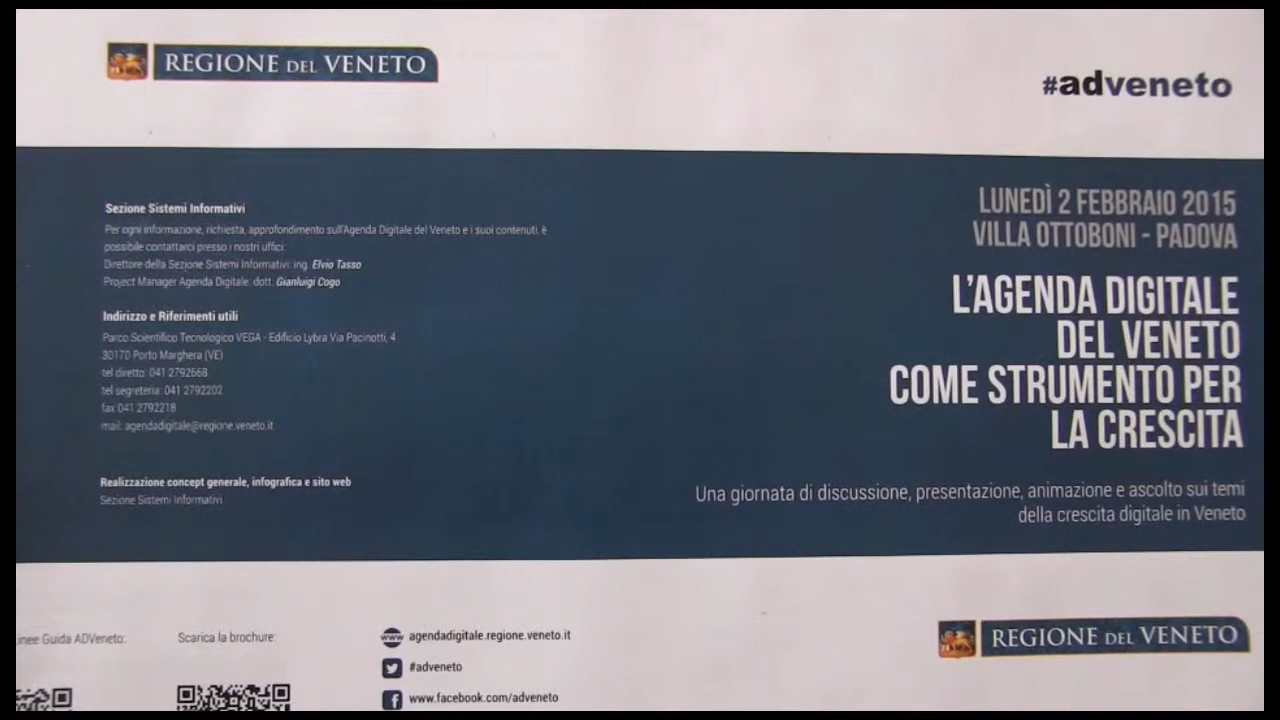 REGIONE DEL VENETO
#adveneto
Sezione Sistemi Informativi
Per ogni informazione, richiesta, approfondimento sull'Agenda Digitale del Veneto e i suoi contenuti, è
possibile contattarci presso i nostri uffici:
Direttore della Sezione Sistemi Informativi: ing. Elvio Tasso
Project Manager Agenda Digitale: dott. Gianluigi Cogo
Indirizzo e Riferimenti utili
Parco Scientifico Tecnologico VEGA - Edificio Lybra Via Pacinotti, 4
30170 Porto Marghera (VE)
tel diretto: 041 2792668
tel segreteria: 041 2792202
fax:041 2792218
mail: agendadigitale@regione.veneto.it
Realizzazione concept generale, infografica e sito web
Sezione Sistemi Informativi
LUNEDÌ 2 FEBBRAIO 2015
VILLA OTTOBONI - PADOVA
L'AGENDA DIGITALE
DEL VENETO
COME STRUMENTO PER
LA CRESCITA
Una giornata di discussione, presentazione, animazione e ascolto sui temi
della crescita digitale in Veneto
Guida ADVeneto:
Scarica la brochure:
www agendadigitale.regione.veneto.it
#adveneto
www.facebook.com/adveneto
REGIONE DEL VENETO